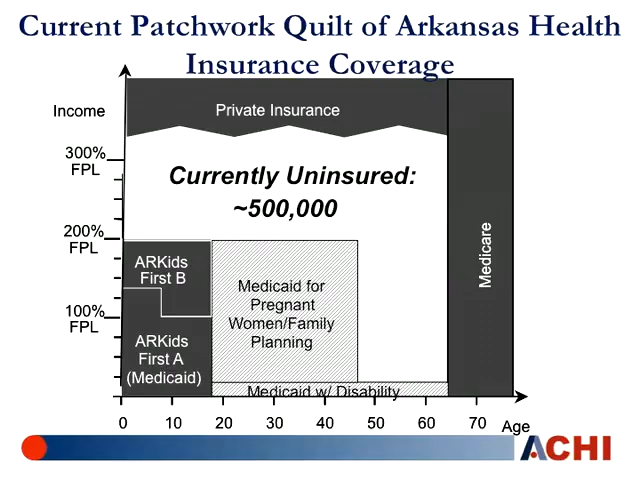 Current Patchwork Quilt of Arkansas Health
Insurance Coverage
Income
Private Insurance
300%
FPL
Currently Uninsured:
~500,000
200%
FPL
ARKids
First B
Medicaid for
Pregnant
Women/Family
Planning
Medicare
100%
FPL
ARKids
First A
(Medicaid)
Medicaid w/ Disability
0 10 20 30 40 50 60 70 Age
ACHI